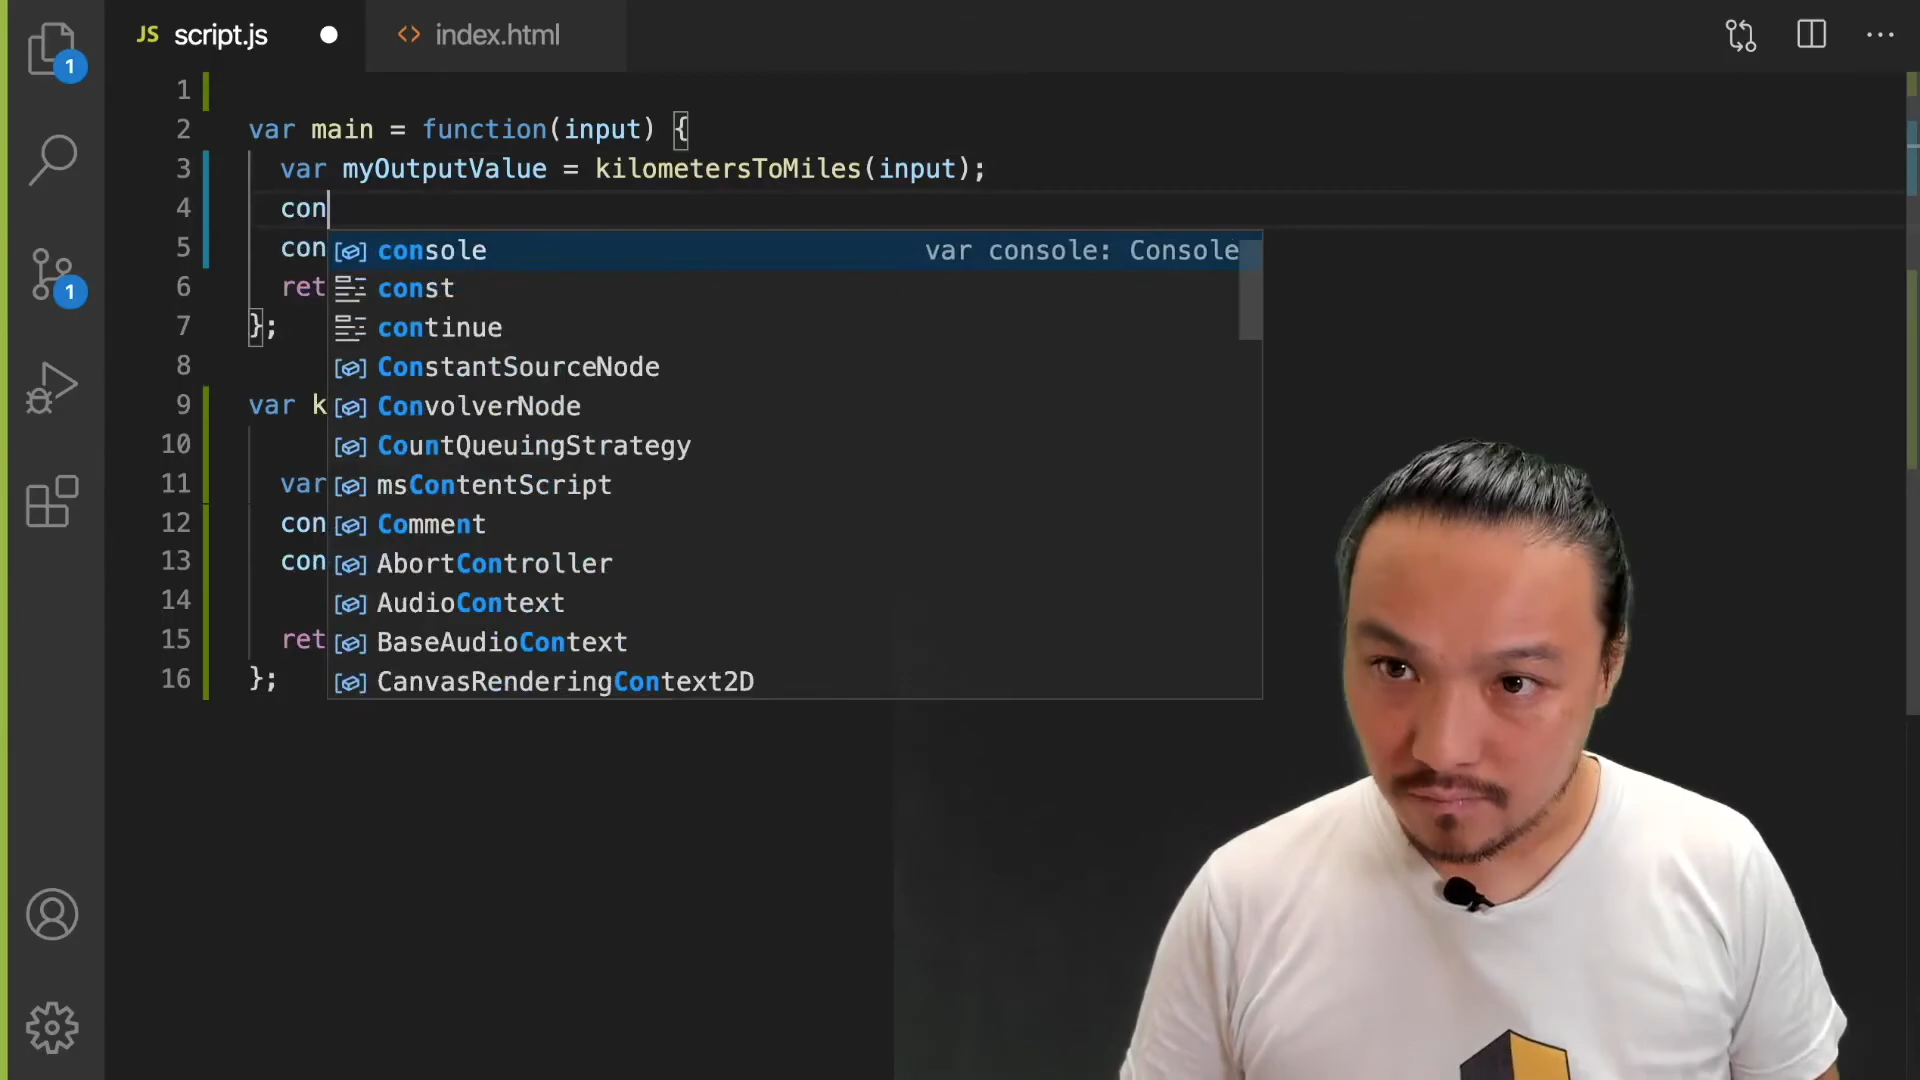 JS script.js
<> index.html
1
1
1
2 var main = function(input) {
3 var myOutputValue = kilometersToMiles(input);
4 con
console var console: Console
5 con
const
6 ret
continue
7 };
ConstantSourceNode
8
ConvolverNode
9 var k
CountQueuingStrategy
10
msContentScript
11 var
Comment
12 con
AbortController
13 con
AudioContext
14
BaseAudioContext
15 ret
CanvasRenderingContext2D
16 };